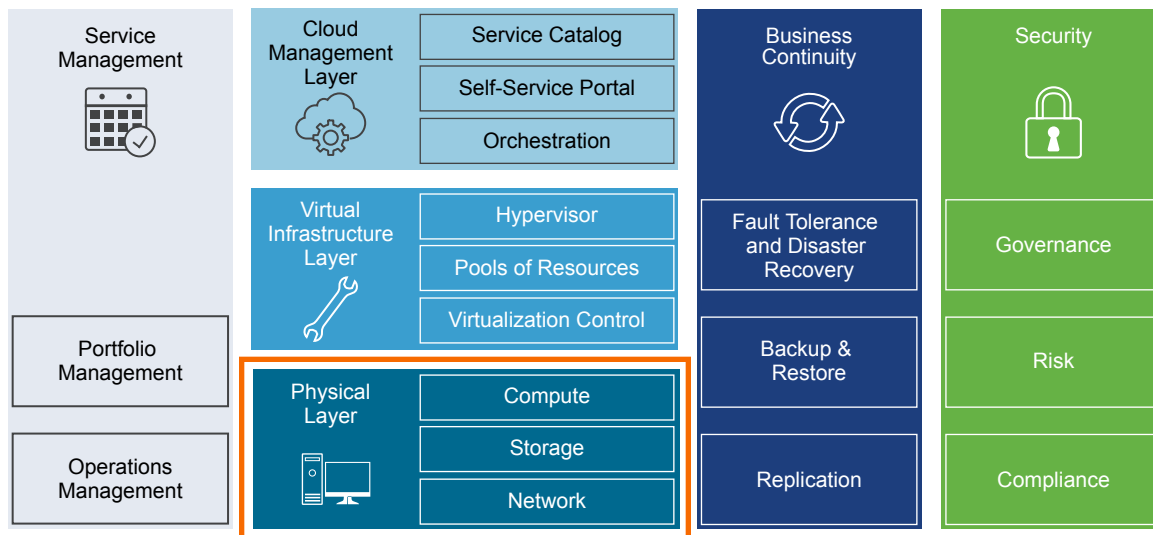 Service
Management
Portfolio
Management
Operations
Management
Cloud
Management
Layer
Service Catalog
Self-Service Portal
Orchestration
Virtual
Infrastructure
Layer
Hypervisor
Pools of Resources
Virtualization Control
Physical
Layer
Compute
Storage
Network
Business
Continuity
Fault Tolerance
and Disaster
Recovery
Backup &
Restore
Replication
Security
Governance
Risk
Compliance